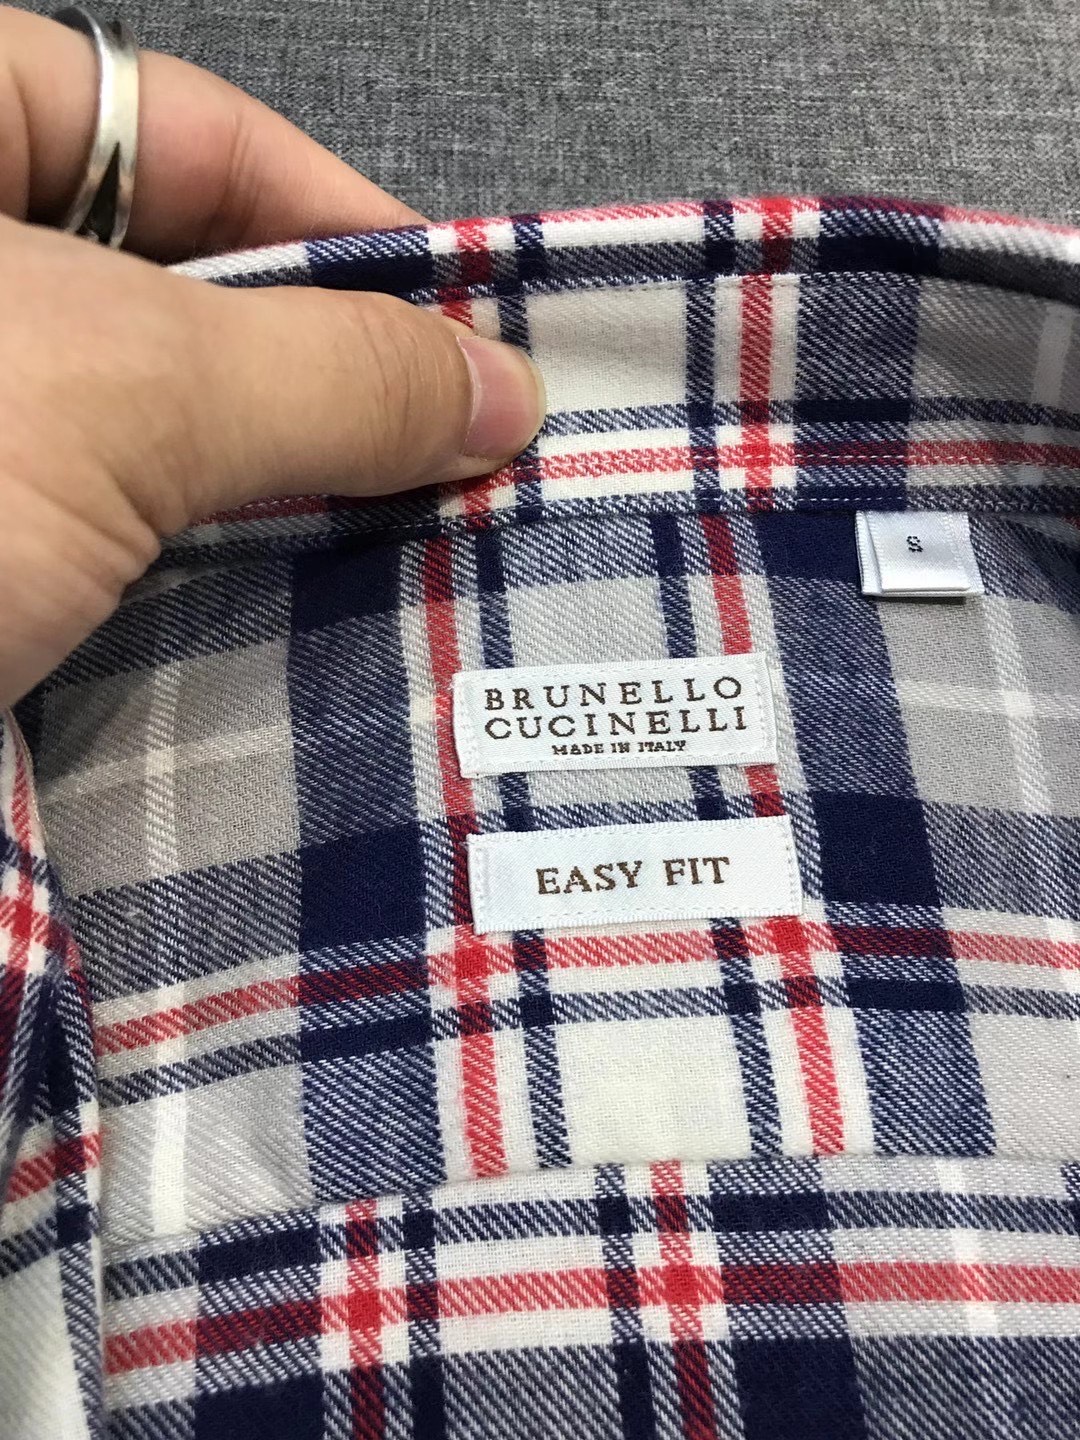 S
BRUNELLO
CUCINELLI
MADE IN ITALY
EASY FIT